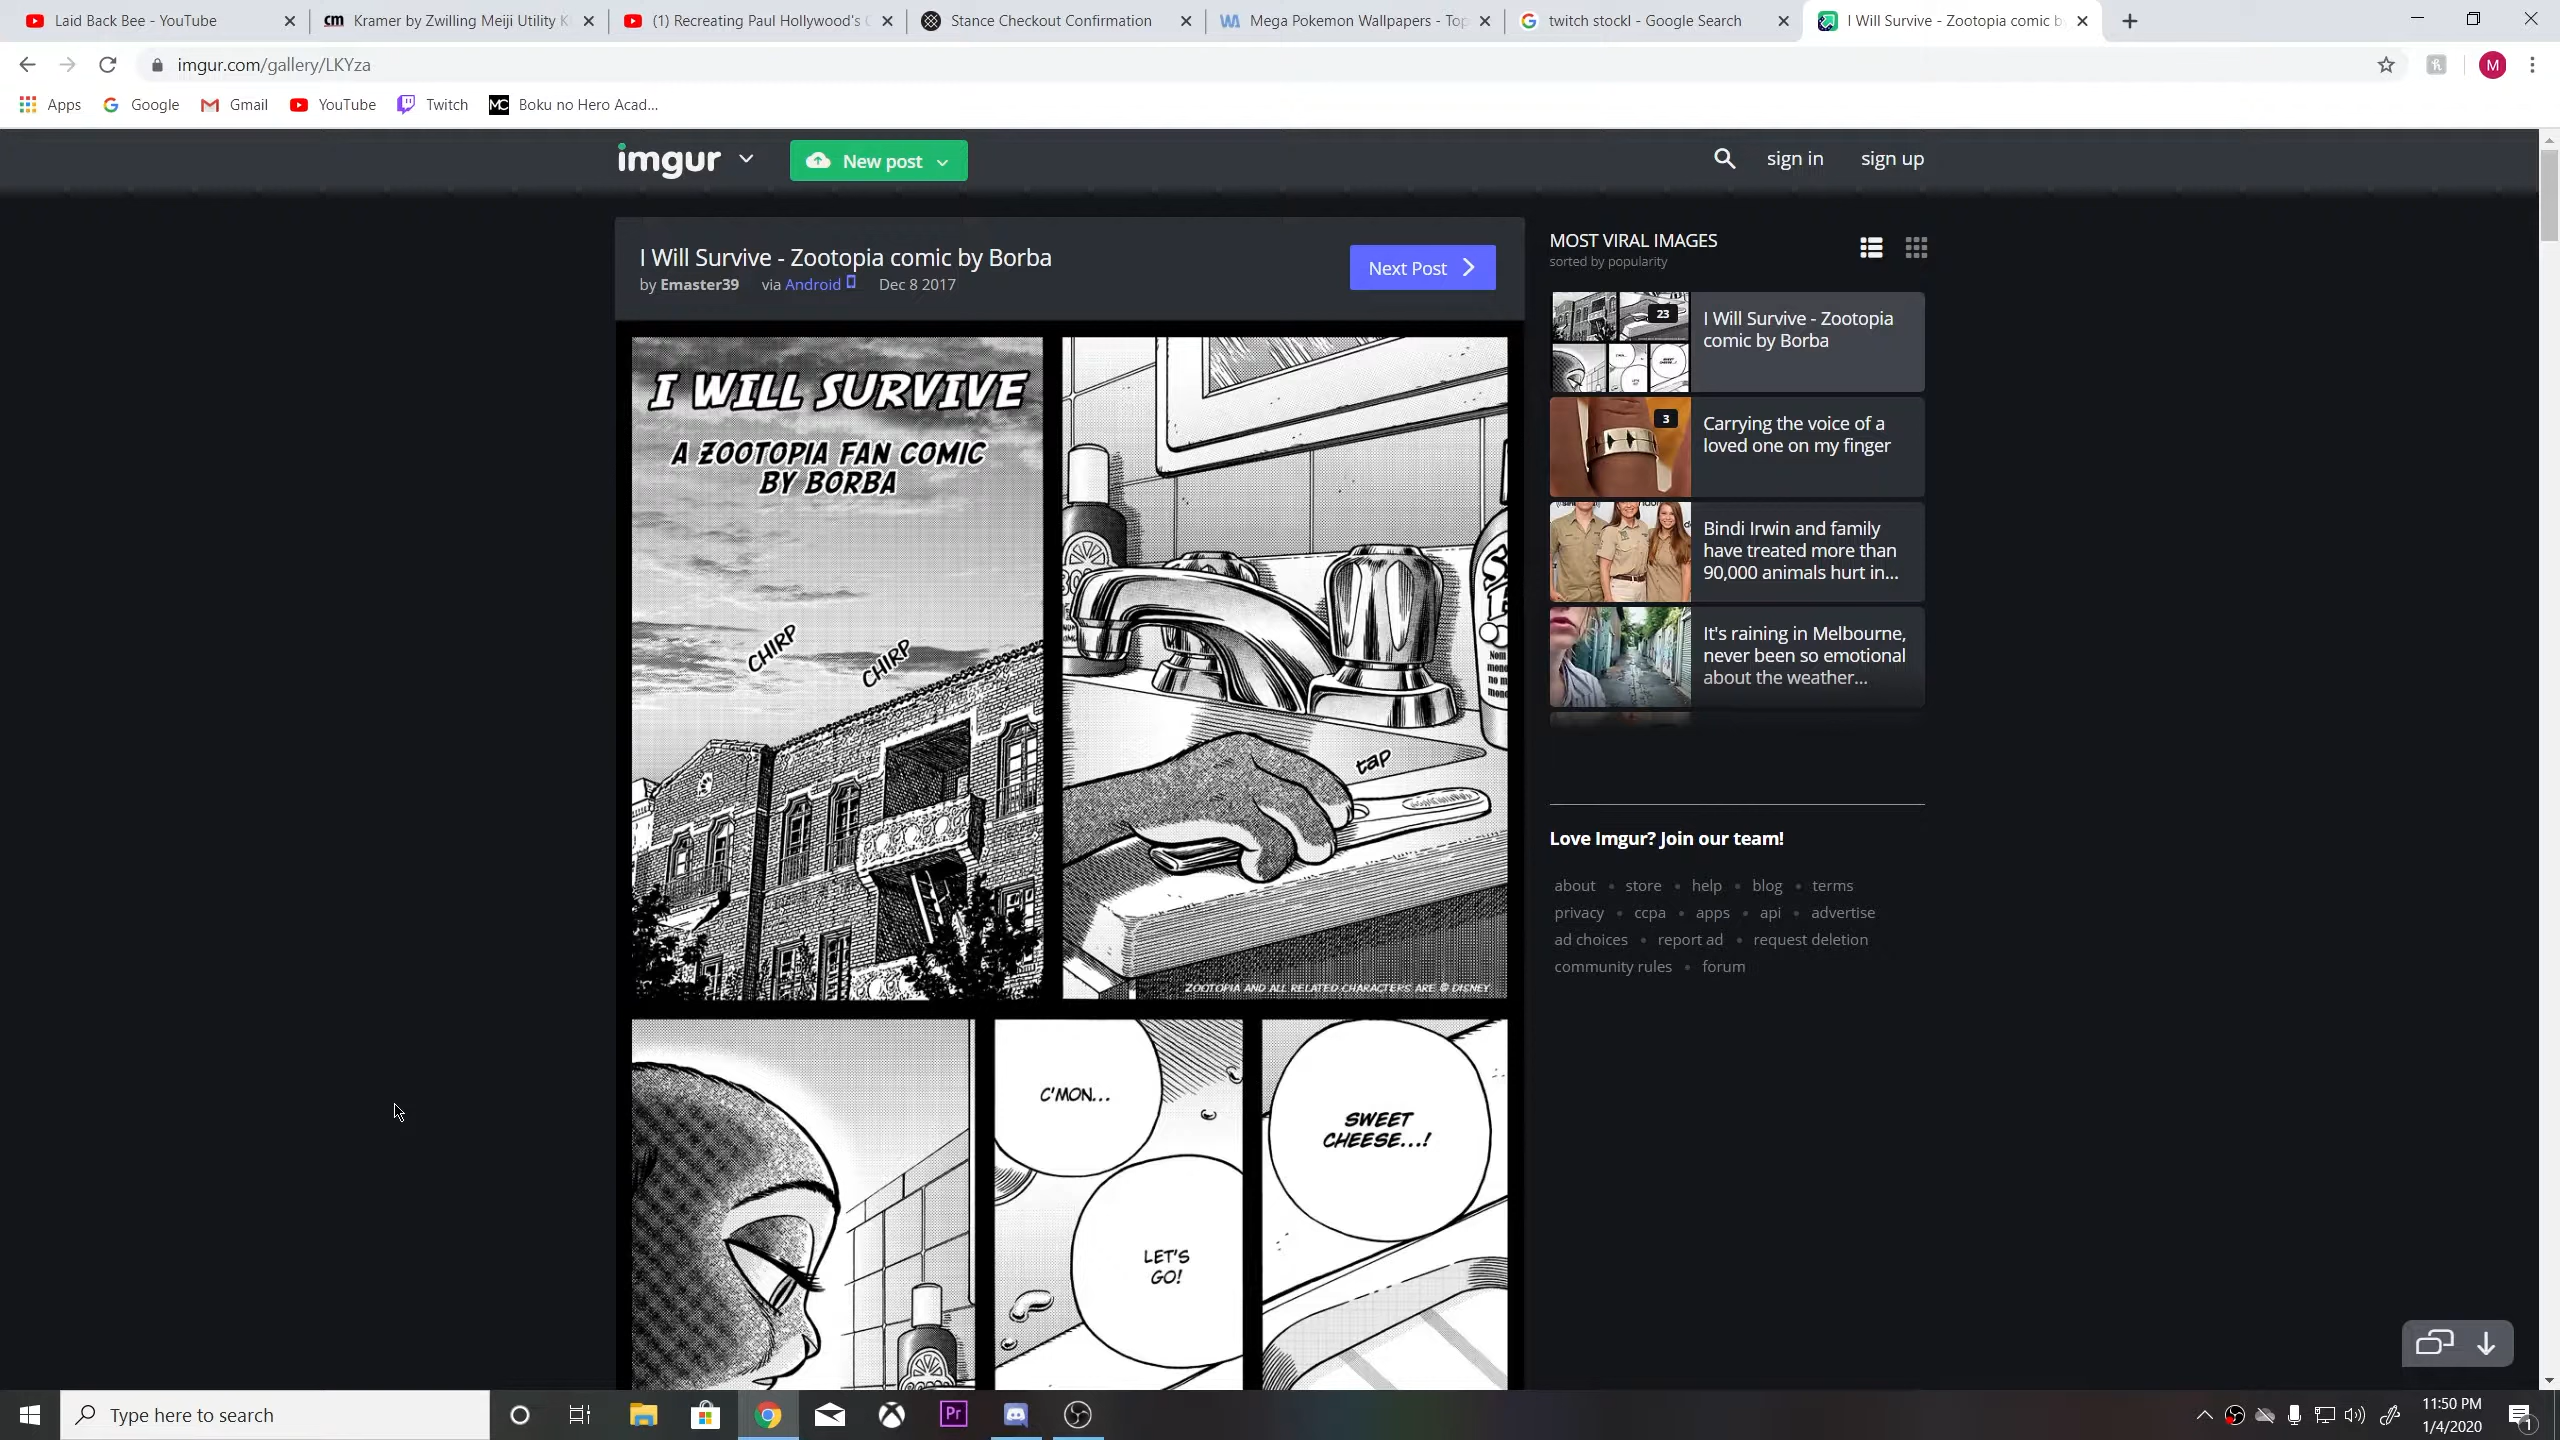 Laid Back Bee - YouTube
cm Kramer by Zwilling Meiji Utility K
(1) Recreating Paul Hollywood's C
Stance Checkout Confirmation
Mega Pokemon Wallpapers - Top
twitch stockl - Google Search
I Will Survive - Zootopia comic b
imgur.com/gallery/LKYza
M
Apps
Google
Gmail
YouTube
Twitch
MC Boku no Hero Acad...
imgur
New post
sign in
sign up
I Will Survive - Zootopia comic by Borba
by Emaster39 via Android Dec 8 2017
Next Post
I WILL SURVIVE
A ZOOTOPIA FAN COMIC
BY BORBA
CHIRP
CHIRP
TAP
ZOOTOPIA AND ALL RELATED CHARACTERS ARE © DISNEY
C'MON...
LET'S
GO!
SWEET
CHEESE...!
MOST VIRAL IMAGES
sorted by popularity
23
I Will Survive - Zootopia
comic by Borba
3
Carrying the voice of a
loved one on my finger
Bindi Irwin and family
have treated more than
90,000 animals hurt in...
It's raining in Melbourne,
never been so emotional
about the weather...
Love Imgur? Join our team!
about • store • help • blog • terms
privacy • ccpa • apps • api • advertise
ad choices • report ad • request deletion
community rules • forum
Type here to search
Pr
11:50 PM
1/4/2020
1